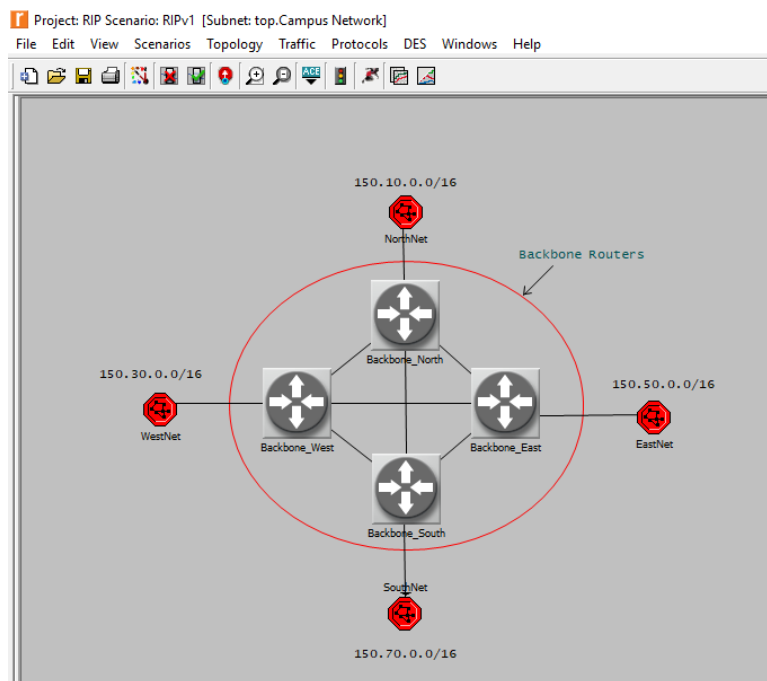 Project: RIP Scenario: RIPv1 [Subnet: top.Campus Network]
File Edit View Scenarios Topology Traffic Protocols DES Windows Help
ACE
150.10.0.0/16
NorthNet
Backbone Routers
Backbone_North
150.30.0.0/16
150.50.0.0/16
WestNet
EastNet
Backbone_West
Backbone_East
Backbone_South
SouthNet
150.70.0.0/16